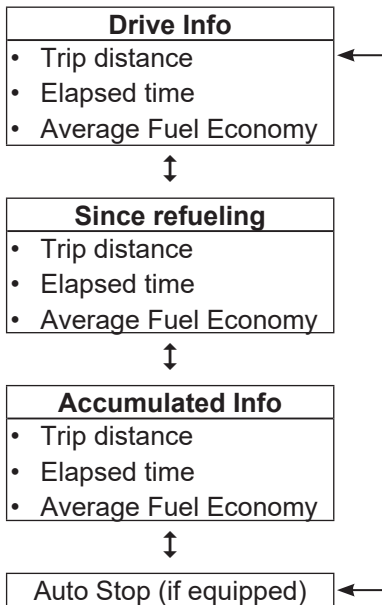 Drive Info
• Trip distance
• Elapsed time
• Average Fuel Economy
Since refueling
• Trip distance
• Elapsed time
• Average Fuel Economy
Accumulated Info
• Trip distance
• Elapsed time
• Average Fuel Economy
Auto Stop (if equipped)